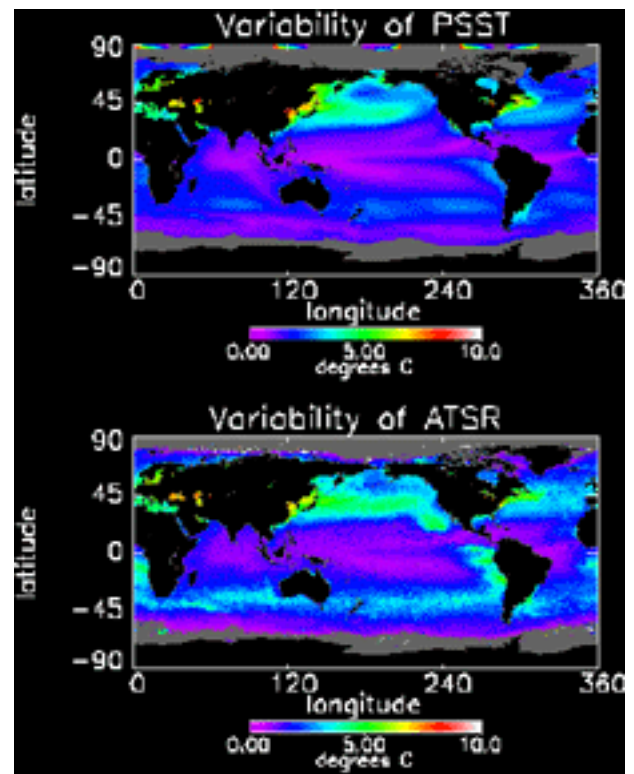 Variability of PSST
90
45
0
-45
-90
latitude
0 120 240 360
longitude
0.00 5.00 10.0
degrees C
Variability of ATSR
90
45
0
-45
-90
latitude
0 120 240 360
longitude
0.00 5.00 10.0
degrees C